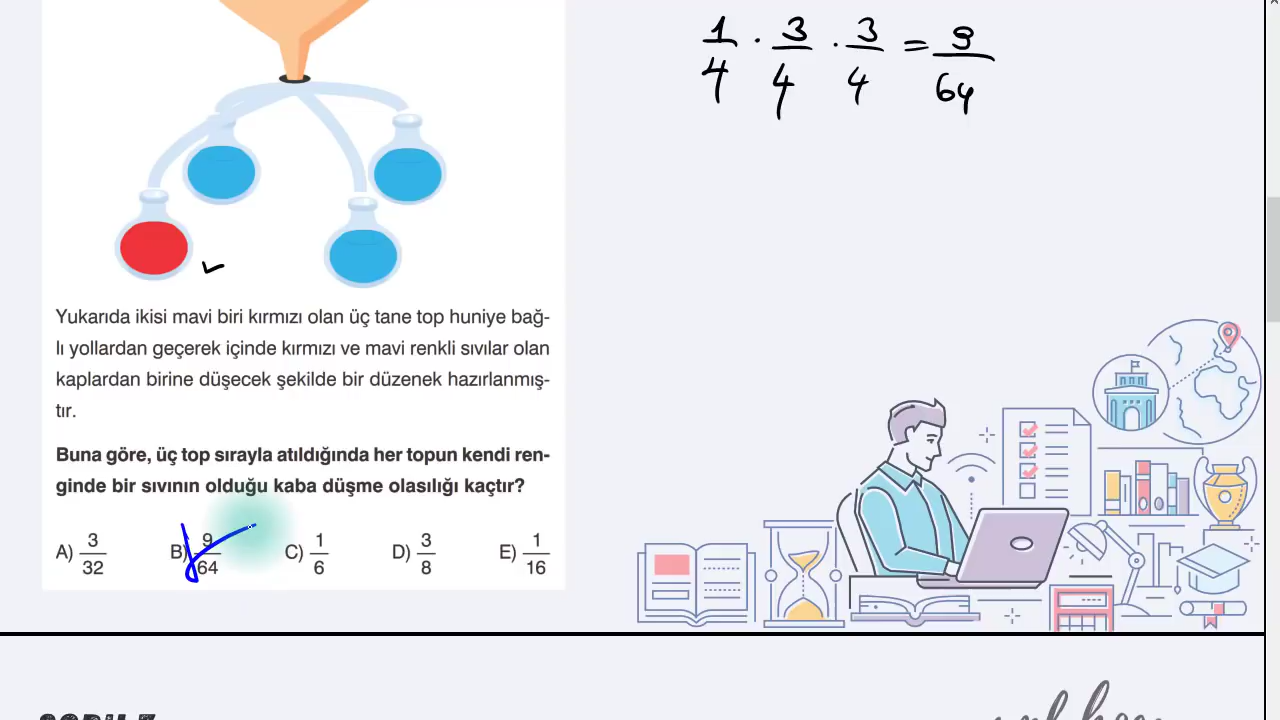 1/4 · 3/4 · 3/4 = 9/64
Yukarıda ikisi mavi biri kırmızı olan üç tane top huniye bağ-
lı yollardan geçerek içinde kırmızı ve mavi renkli sıvılar olan
kaplardan birine düşecek şekilde bir düzenek hazırlanmış-
tır.
Buna göre, üç top sırayla atıldığında her topun kendi ren-
ginde bir sıvının olduğu kaba düşme olasılığı kaçtır?
A) 3/32 B) 9/64 C) 1/6 D) 3/8 E) 1/16